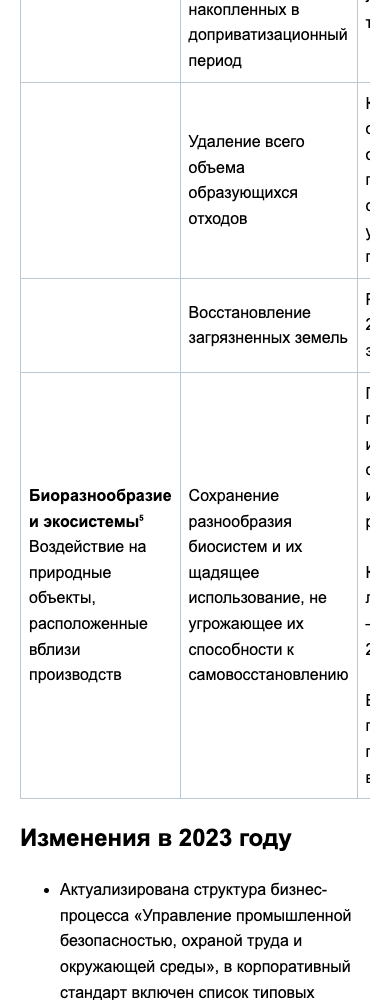 накопленных в
доприватизационный
период
Удаление всего
объема
образующихся
отходов
Восстановление
загрязненных земель
Биоразнообразие
и экосистемы⁵
Воздействие на
природные
объекты,
расположенные
вблизи
производств
Сохранение
разнообразия
биосистем и их
щадящее
использование, не
угрожающее их
способности к
самовосстановлению
Изменения в 2023 году
• Актуализирована структура бизнес-
процесса «Управление промышленной
безопасностью, охраной труда и
окружающей среды», в корпоративный
стандарт включен список типовых